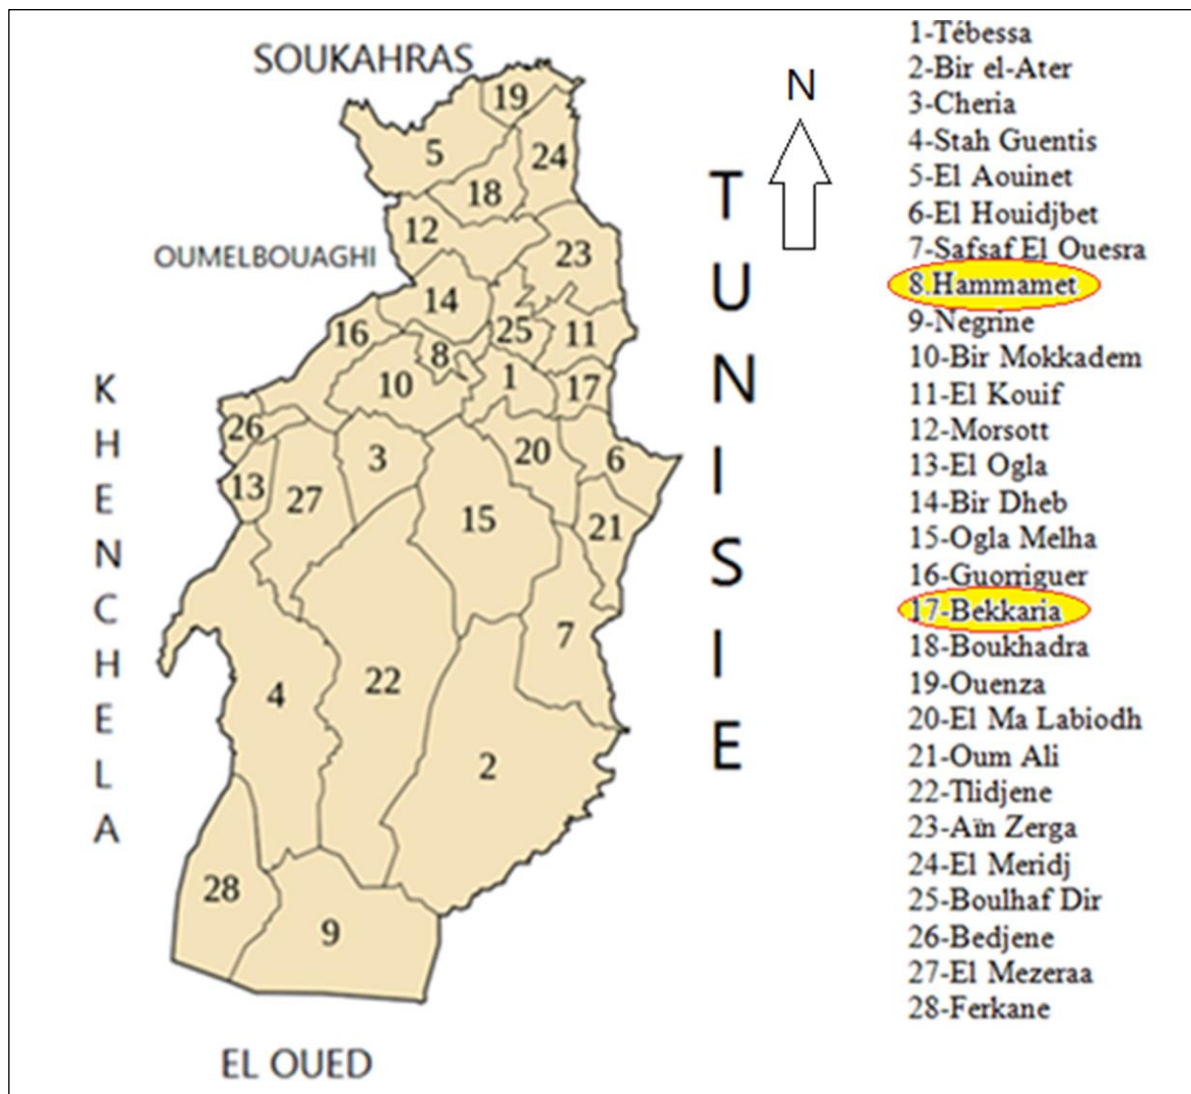 SOUKAHRAS
N
OUMELBOUAGHI
KHENCHELA
TUNISIE
EL OUED
19
5
24
18
12
23
14
16
25
11
8
10
1
17
26
3
20
6
13
27
15
21
7
4
22
2
28
9
1-Tébessa
2-Bir el-Ater
3-Cheria
4-Stah Guentis
5-El Aouinet
6-El Houidjbet
7-Safsaf El Ouesra
8.Hammamet
9-Negrine
10-Bir Mokkadem
11-El Kouif
12-Morsott
13-El Ogla
14-Bir Dheb
15-Ogla Melha
16-Guorriguer
17-Bekkaria
18-Boukhadra
19-Ouenza
20-El Ma Labiodh
21-Oum Ali
22-Tlidjene
23-Aïn Zerga
24-El Meridj
25-Boulhaf Dir
26-Bedjene
27-El Mezeraa
28-Ferkane